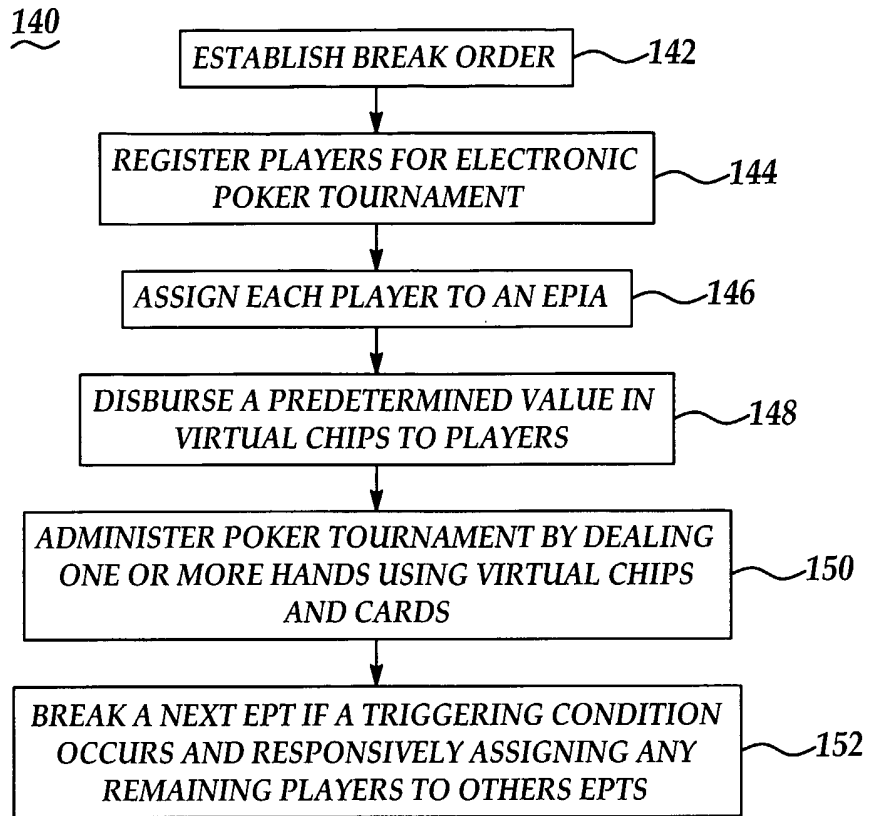 140
ESTABLISH BREAK ORDER
142
REGISTER PLAYERS FOR ELECTRONIC
POKER TOURNAMENT
144
ASSIGN EACH PLAYER TO AN EPIA
146
DISBURSE A PREDETERMINED VALUE IN
VIRTUAL CHIPS TO PLAYERS
148
ADMINISTER POKER TOURNAMENT BY DEALING
ONE OR MORE HANDS USING VIRTUAL CHIPS
AND CARDS
150
BREAK A NEXT EPT IF A TRIGGERING CONDITION
OCCURS AND RESPONSIVELY ASSIGNING ANY
REMAINING PLAYERS TO OTHERS EPTS
152